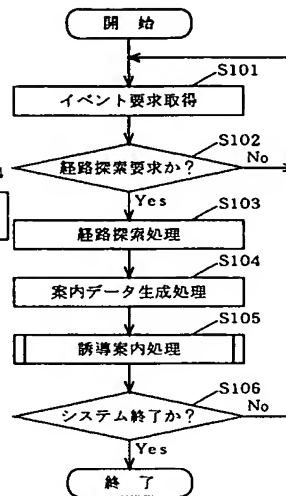 開 始
S101
イベント要求取得
S102
経路探索要求か？
No
Yes
S103
経路探索処理
S104
案内データ生成処理
S105
誘導案内処理
S106
システム終了か？
No
Yes
終 了